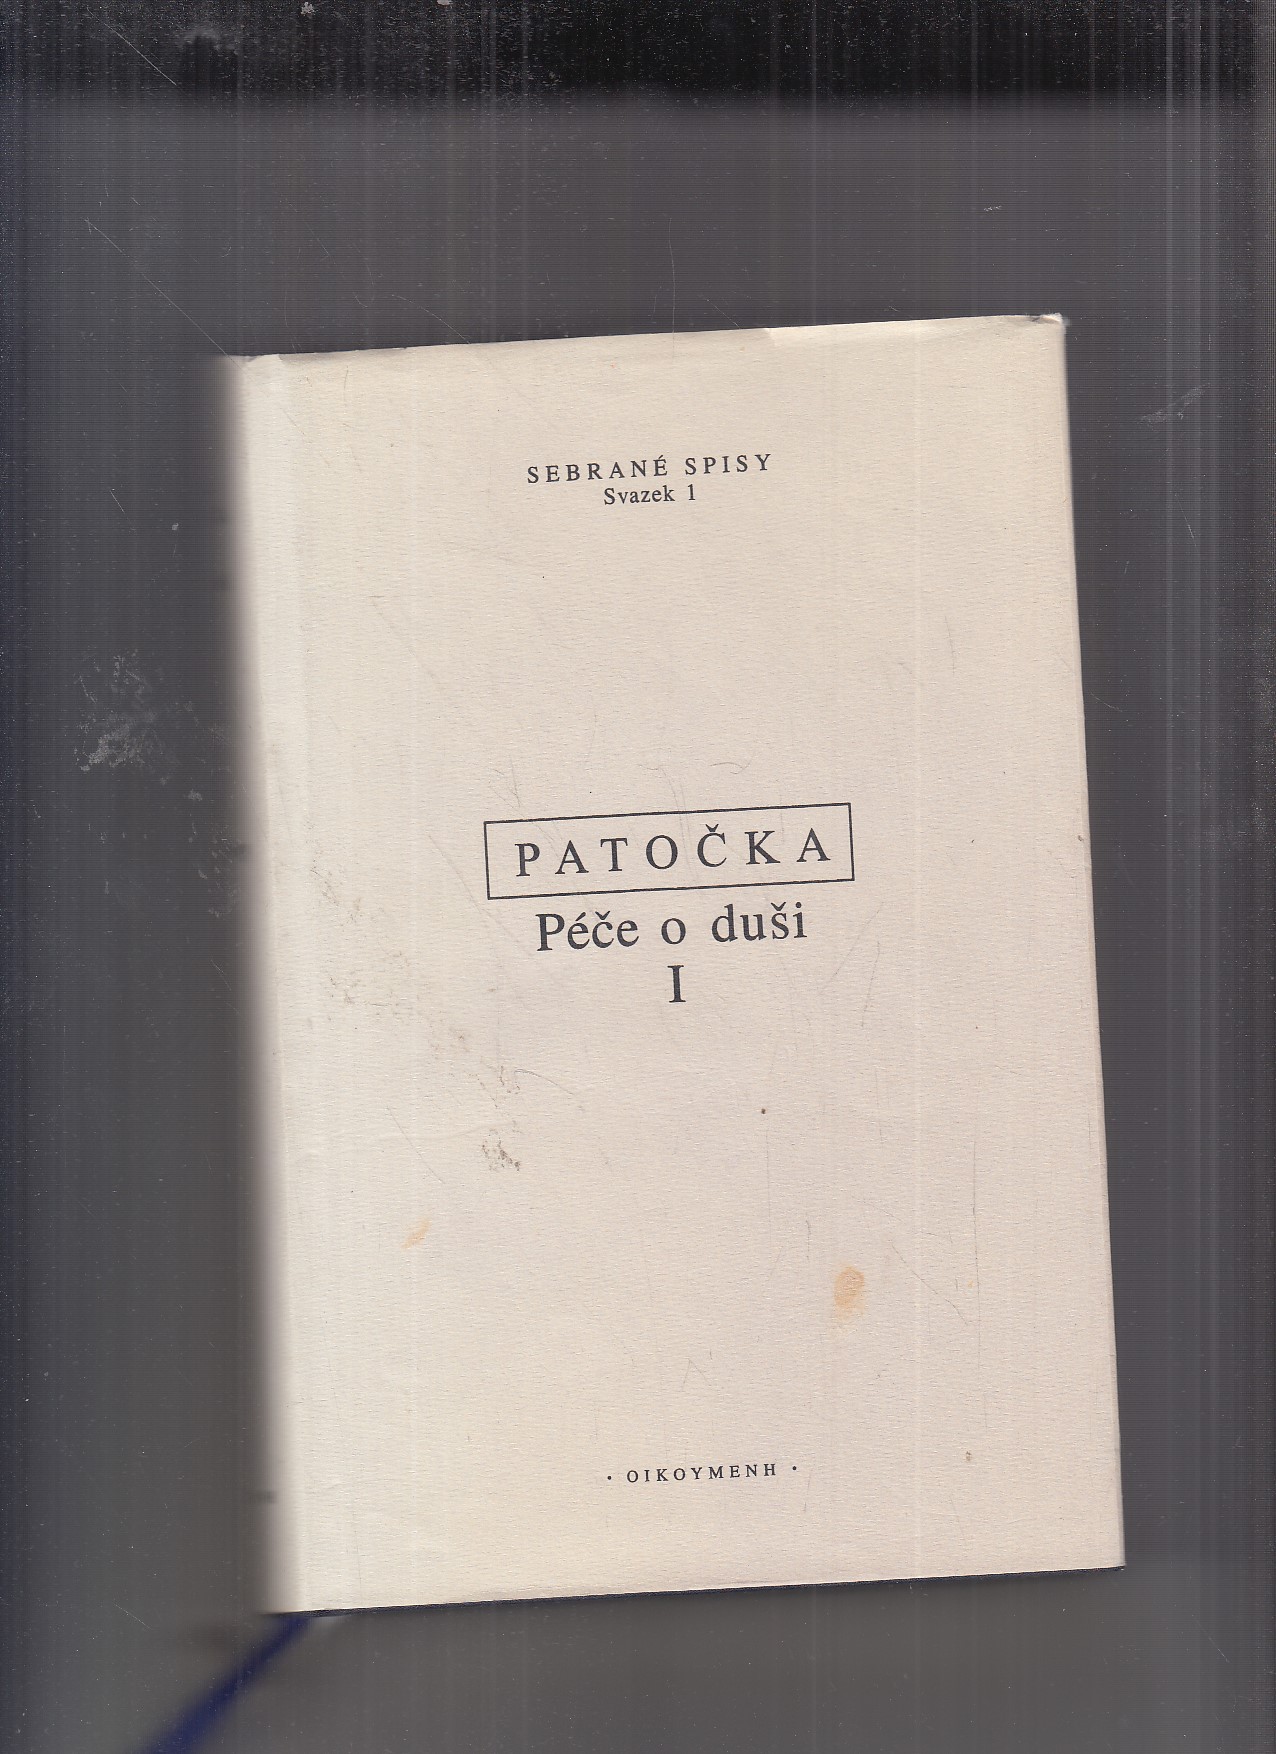 SEBRANÉ SPISY
Svazek 1
PATOČKA
Péče o duši
I
· OIKOYMENH ·